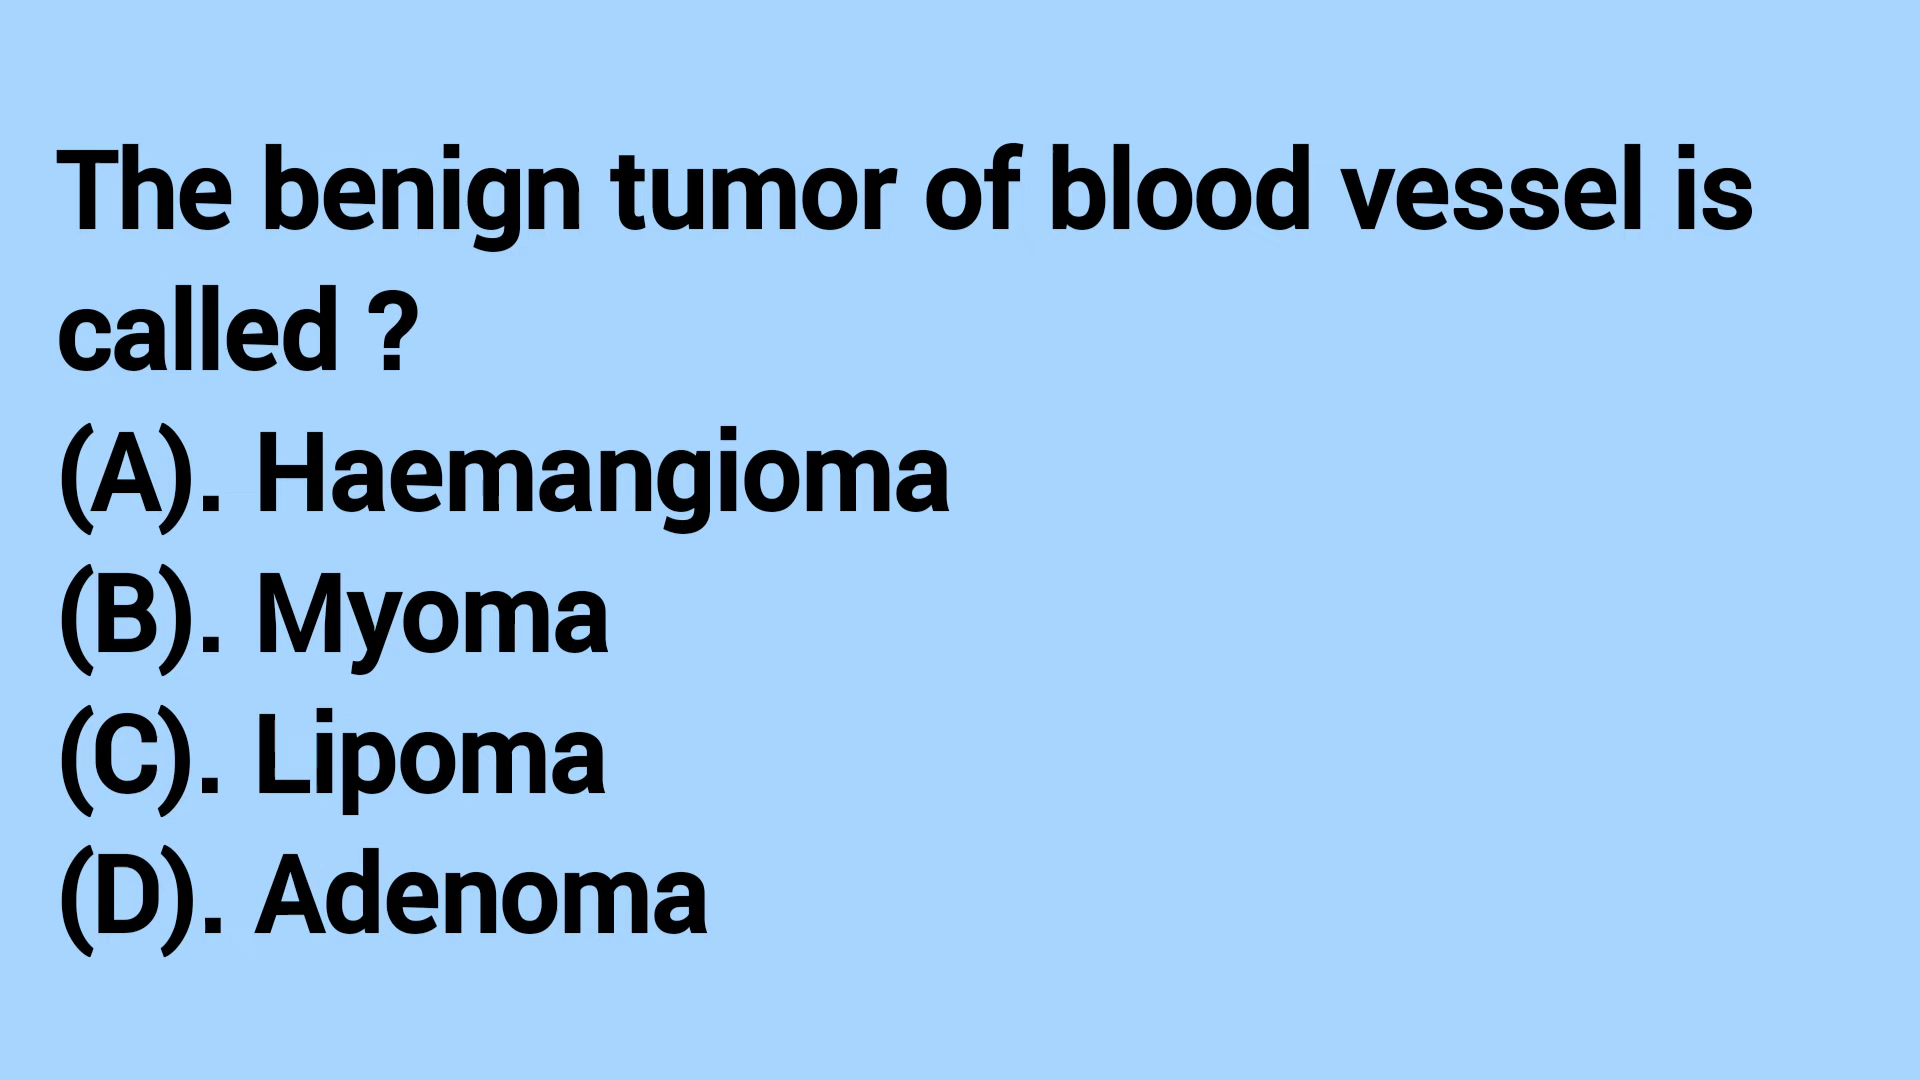 The benign tumor of blood vessel is
called ?
(A). Haemangioma
(B). Myoma
(C). Lipoma
(D). Adenoma